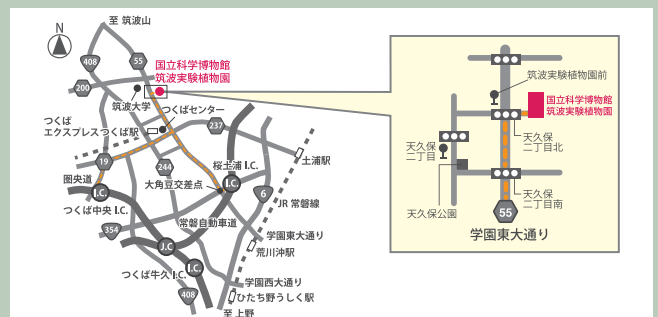 至 筑波山
N
408
55
国立科学博物館
筑波実験植物園
200
筑波大学
つくばセンター
つくば
エクスプレスつくば駅
237
土浦駅
19
244
桜土浦 I.C.
圏央道
I.C.
大角豆交差点
I.C.
6
つくば中央 I.C.
JR 常磐線
354
常磐自動車道
学園東大通り
J.C
荒川沖駅
I.C.
つくば牛久 I.C.
学園西大通り
408
ひたち野うしく駅
至 上野
筑波実験植物園前
国立科学博物館
筑波実験植物園
天久保
二丁目
天久保
二丁目北
天久保公園
天久保
二丁目南
55
学園東大通り